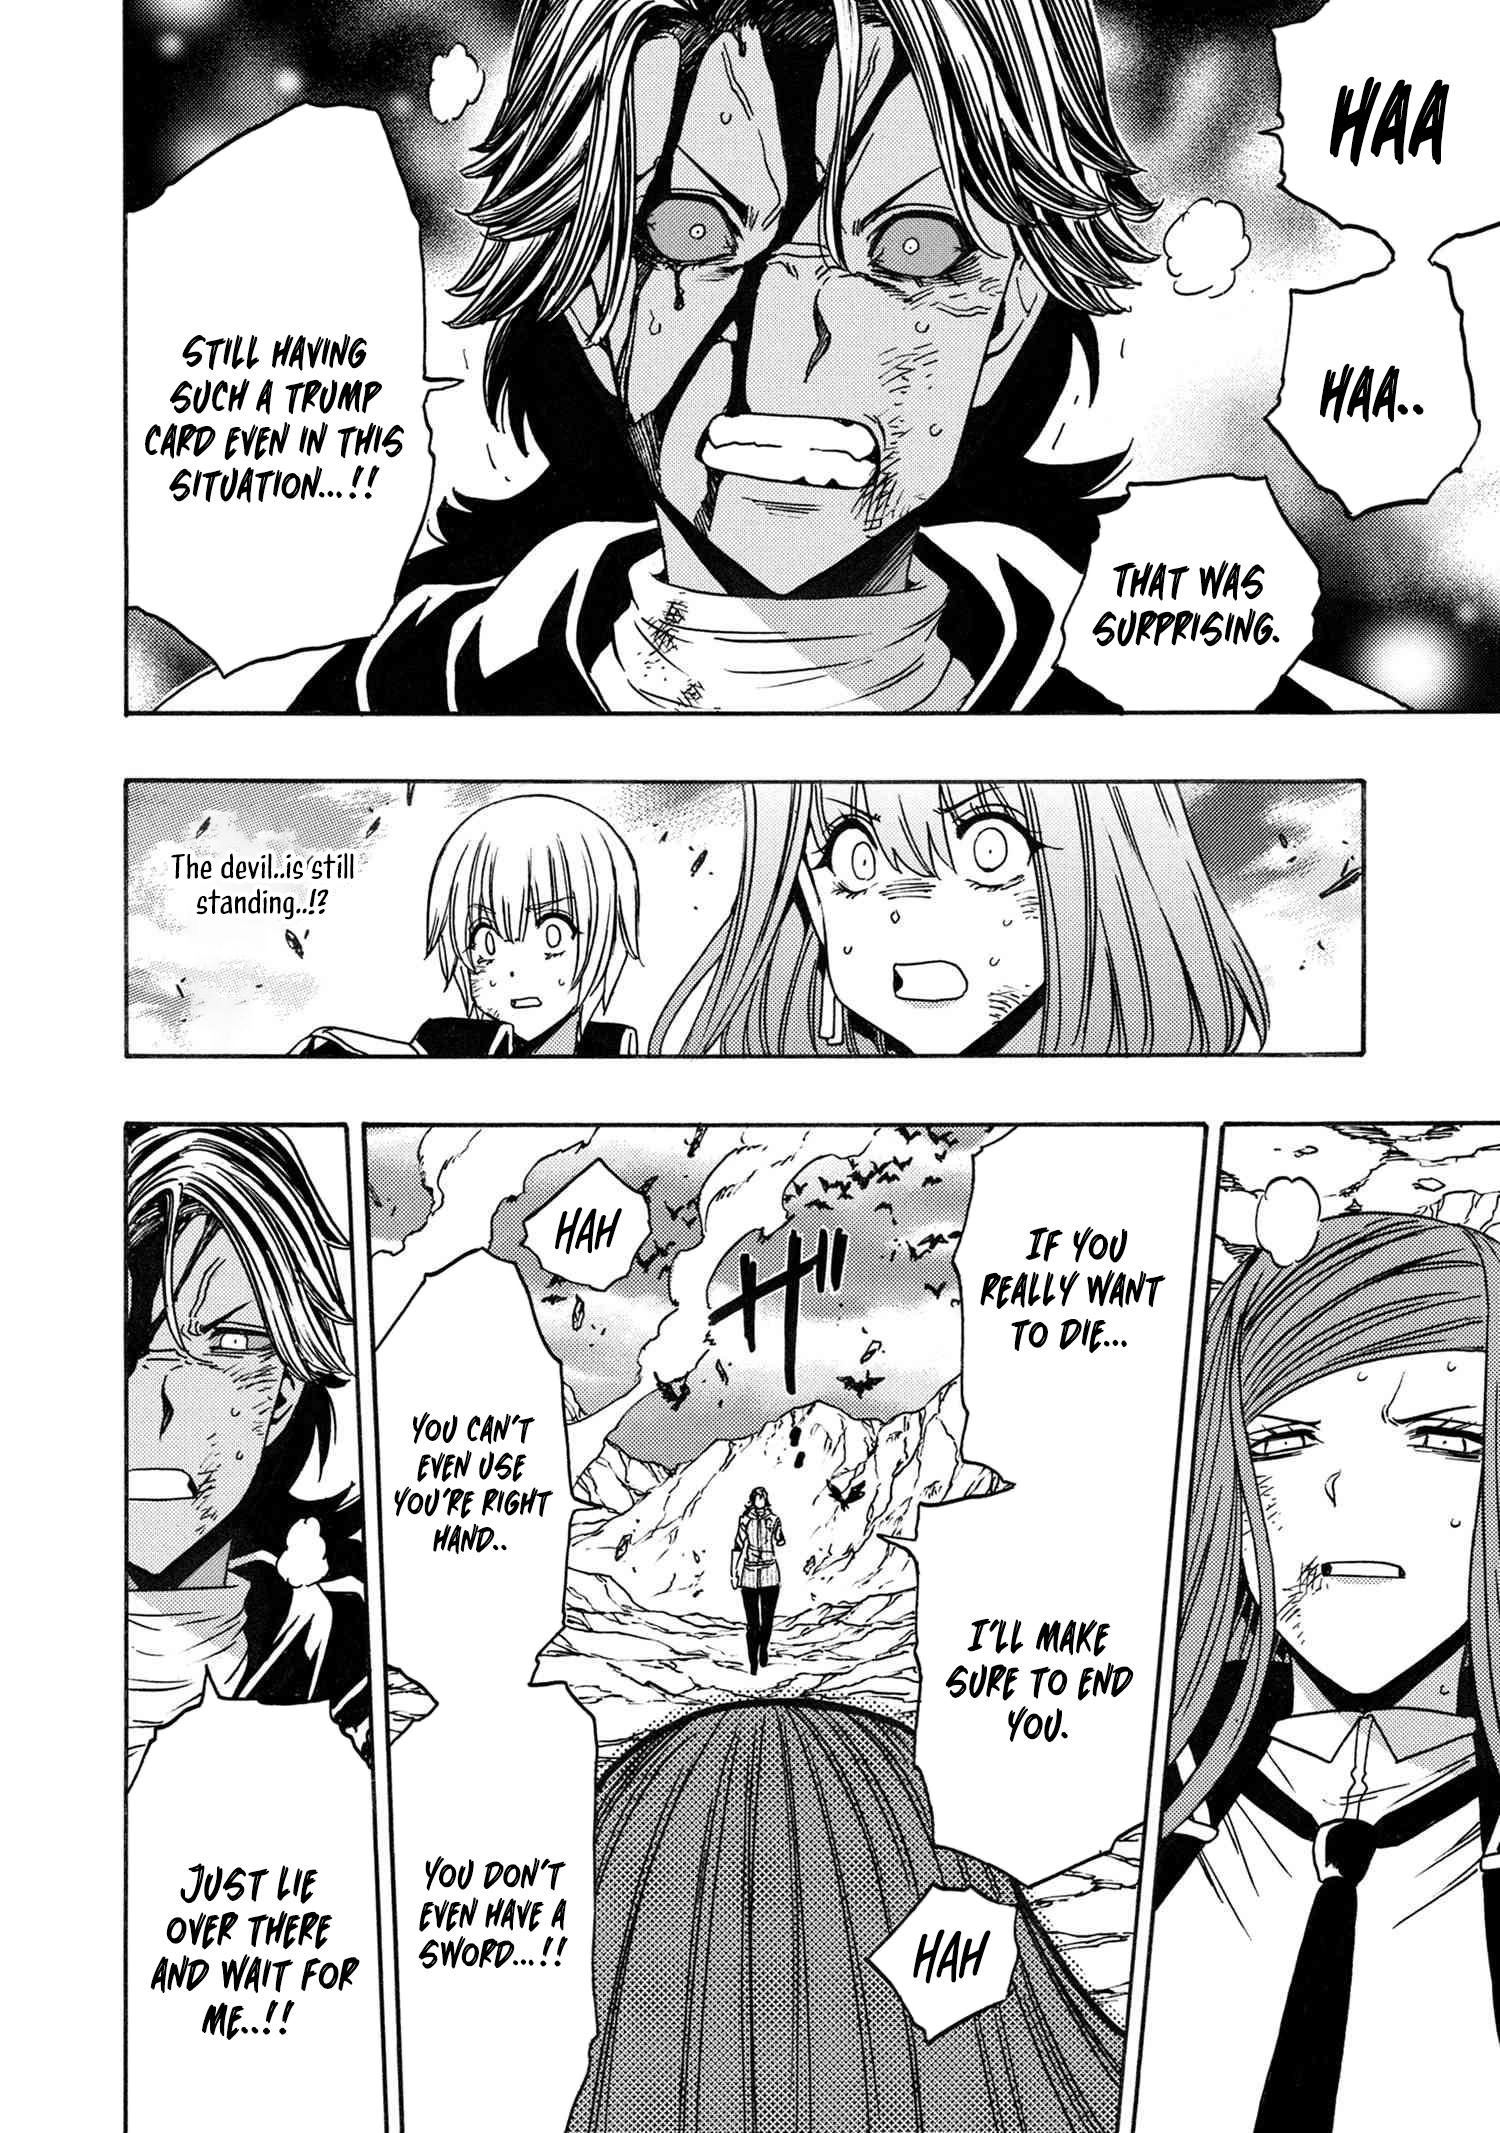 HAA
HAA..
THAT WAS
SURPRISING.
STILL HAVING
SUCH A TRUMP
CARD EVEN IN THIS
SITUATION...!!
The devil..is still
standing..!?
IF YOU
REALLY WANT
TO DIE...
I'LL MAKE
SURE TO END
YOU.
HAH
ザッ
HAH
YOU CAN'T
EVEN USE
YOU'RE RIGHT
HAND..
YOU DON'T
EVEN HAVE A
SWORD...!!
JUST LIE
OVER THERE
AND WAIT FOR
ME..!!